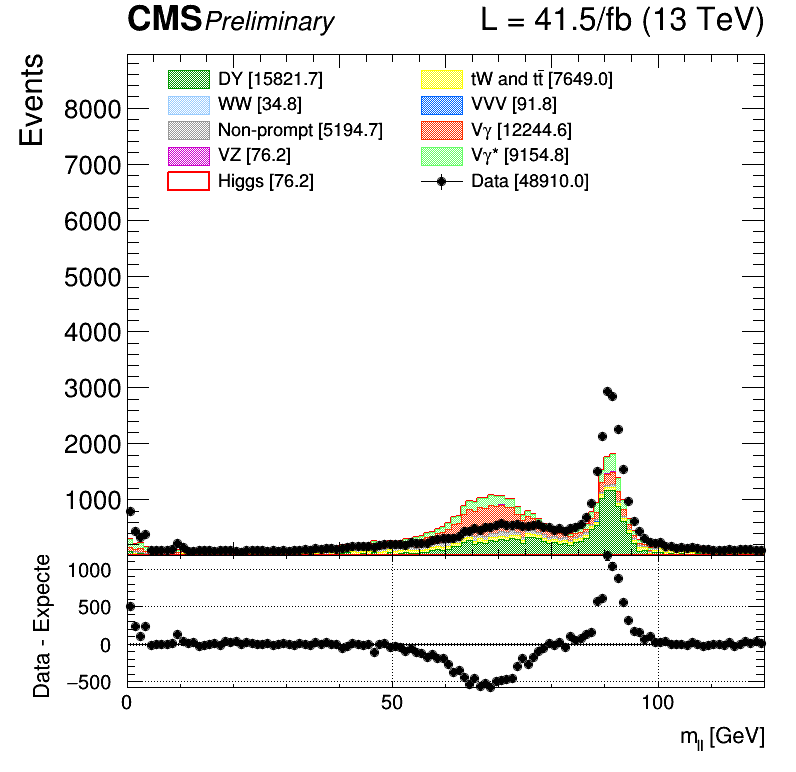 CMS Preliminary L = 41.5/fb (13 TeV)
Events
DY [15821.7] tW and tt̄ [7649.0]
WW [34.8] VVV [91.8]
Non-prompt [5194.7] Vγ [12244.6]
VZ [76.2] Vγ* [9154.8]
Higgs [76.2] Data [48910.0]
8000
7000
6000
5000
4000
3000
2000
1000
Data - Expecte
1000
500
0
−500
0 50 100
m_ll [GeV]